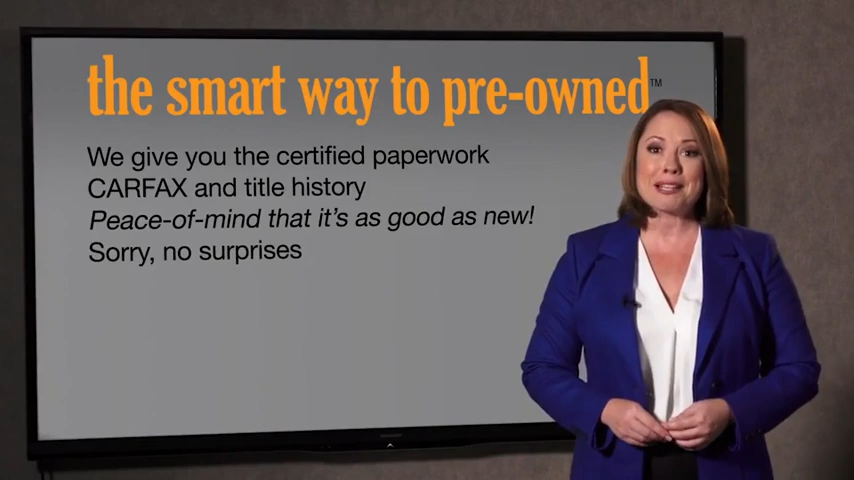 the smart way to pre-owned™
We give you the certified paperwork
CARFAX and title history
Peace-of-mind that it's as good as new!
Sorry, no surprises